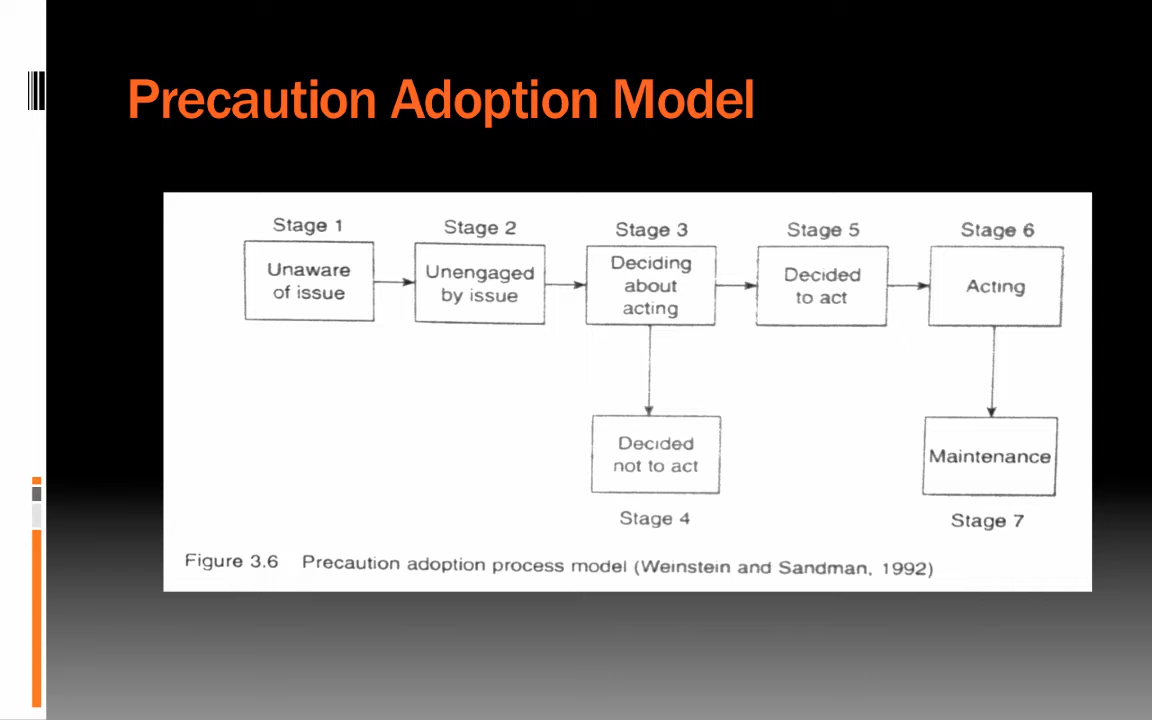 Precaution Adoption Model
Stage 1
Unaware
of issue
Stage 2
Unengaged
by issue
Stage 3
Deciding
about
acting
Stage 5
Decided
to act
Stage 6
Acting
Decided
not to act
Stage 4
Maintenance
Stage 7
Figure 3.6 Precaution adoption process model (Weinstein and Sandman, 1992)